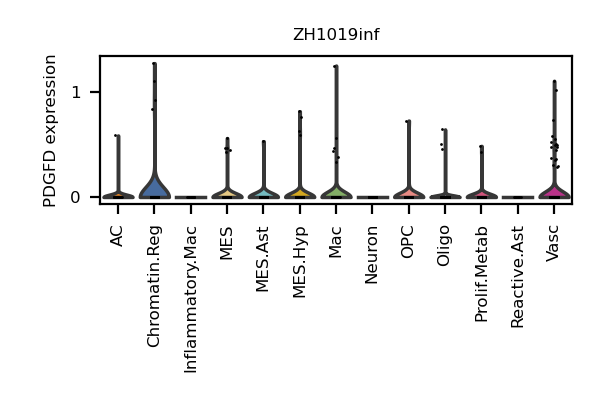 ZH1019inf
PDGFD expression
1
0
AC
Chromatin.Reg
Inflammatory.Mac
MES
MES.Ast
MES.Hyp
Mac
Neuron
OPC
Oligo
Prolif.Metab
Reactive.Ast
Vasc